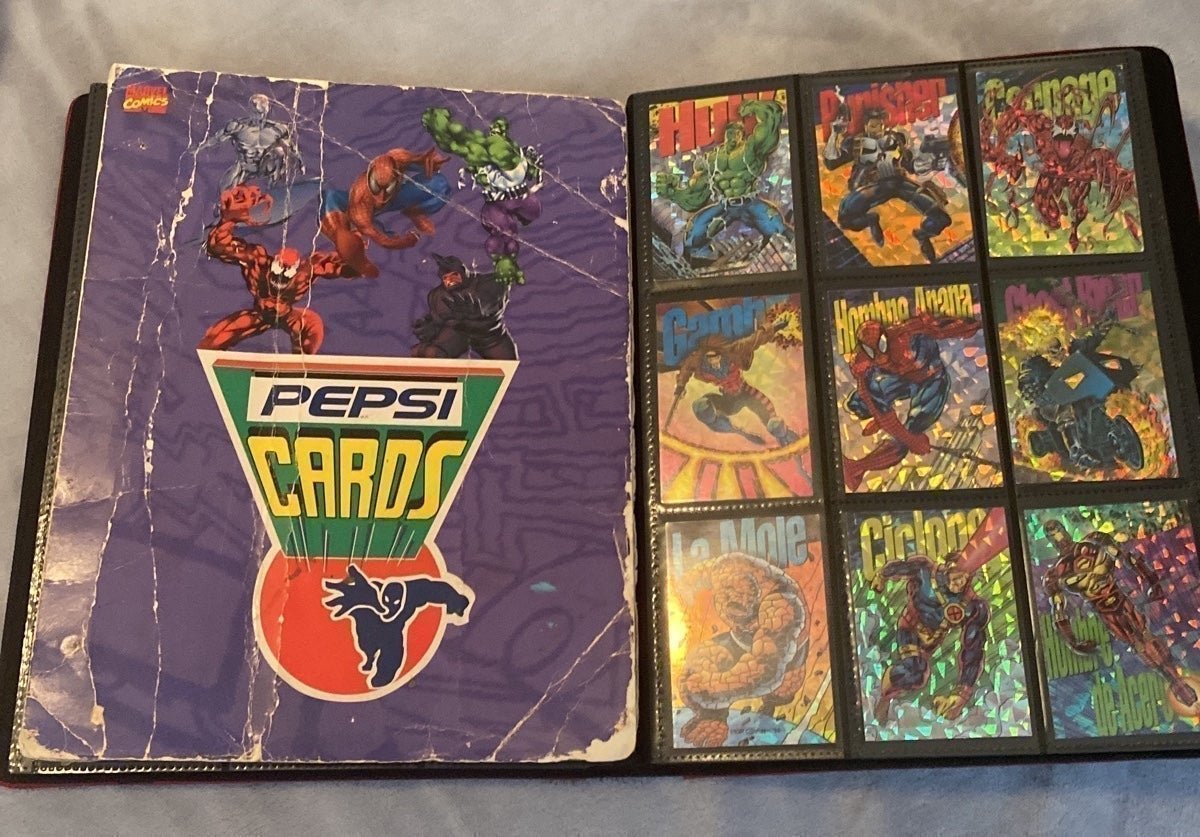 MARVEL
COMICS
PEPSI
CARDS
HULK
Punisher
Carnage
Gambit
Hombre Araña
Ghost Rider
La Mole
Ciclope
Hombre
de Acero